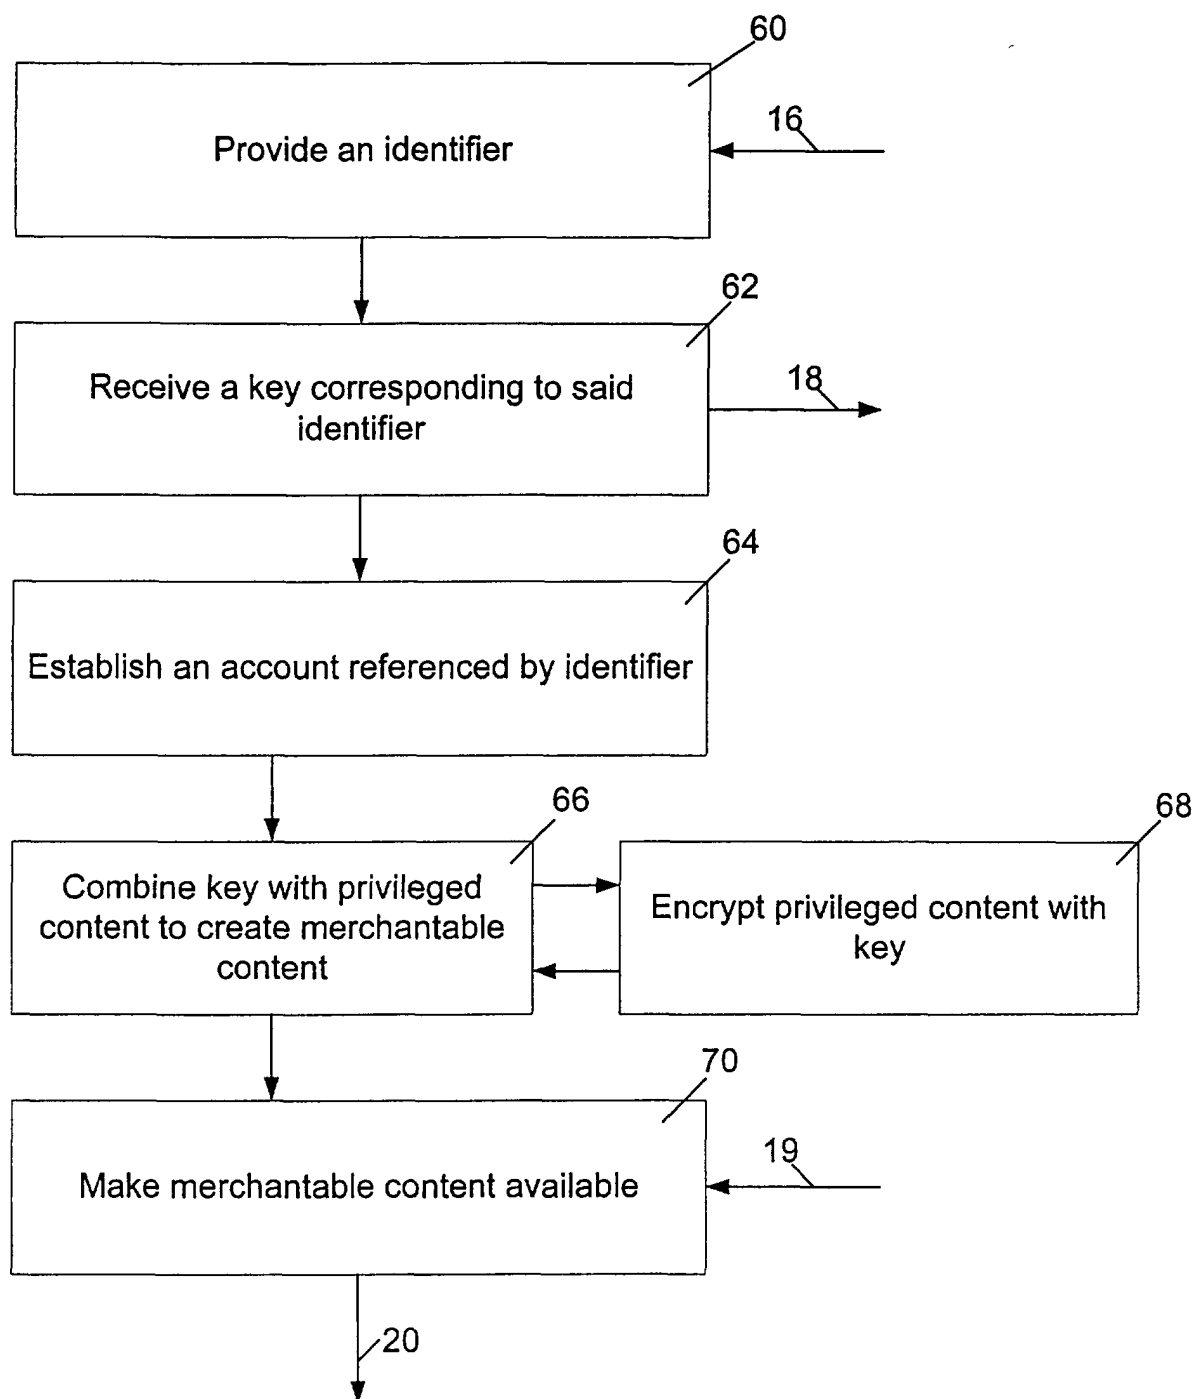 60
16
Provide an identifier
62
Receive a key corresponding to said
identifier
18
64
Establish an account referenced by identifier
66
68
Combine key with privileged
content to create merchantable
content
Encrypt privileged content with
key
70
19
Make merchantable content available
20